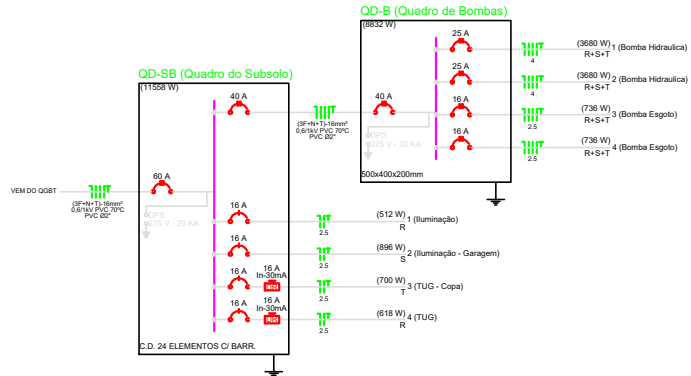 QD-B (Quadro de Bombas)
(8832 W)
25 A
4
(3680 W) 1 (Bomba Hidraulica)
R+S+T
25 A
4
(3680 W) 2 (Bomba Hidraulica)
R+S+T
40 A
16 A
2.5
(736 W) 3 (Bomba Esgoto)
R+S+T
DPS
275 V - 20 KA
16 A
2.5
(736 W) 4 (Bomba Esgoto)
R+S+T
500x400x200mm
QD-SB (Quadro do Subsolo)
(11558 W)
40 A
(3F+N+T)-16mm²
0,6/1kV PVC 70ºC
PVC Ø2"
VEM DO QGBT
(3F+N+T)-16mm²
0,6/1kV PVC 70ºC
PVC Ø2"
60 A
DPS
275 V - 20 KA
16 A
2.5
(512 W) 1 (Iluminação)
R
16 A
2.5
(896 W) 2 (Iluminação - Garagem)
S
16 A
16 A
In-30mA
DR
2.5
(700 W) 3 (TUG - Copa)
T
16 A
16 A
In-30mA
DR
2.5
(618 W) 4 (TUG)
R
C.D. 24 ELEMENTOS C/ BARR.